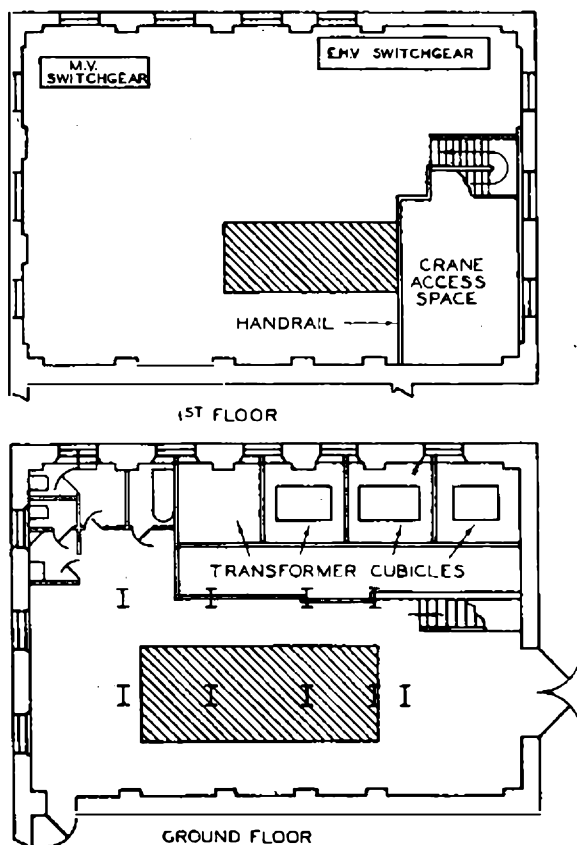 M.V.
SWITCHGEAR
E.H.V SWITCHGEAR
CRANE
ACCESS
SPACE
HANDRAIL
1ST FLOOR
TRANSFORMER CUBICLES
GROUND FLOOR